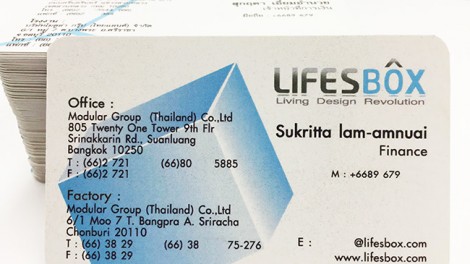 LIFESBÔX
Living Design Revolution
Office :
Modular Group (Thailand) Co.,Ltd
805 Twenty One Tower 9th Flr
Srinakkarin Rd., Suanluang
Bangkok 10250
T : (66)2 721 (66)80 5885
F : (66)2 721
Sukritta Iam-amnuai
Finance
M : +6689 679
Factory :
Modular Group (Thailand) Co.,Ltd
6/1 Moo 7 T. Bangpra A. Sriracha
Chonburi 20110
T : (66) 38 29 (66) 38 75-276
F : (66) 38 29
E : @lifesbox.com
www.lifesbox.com